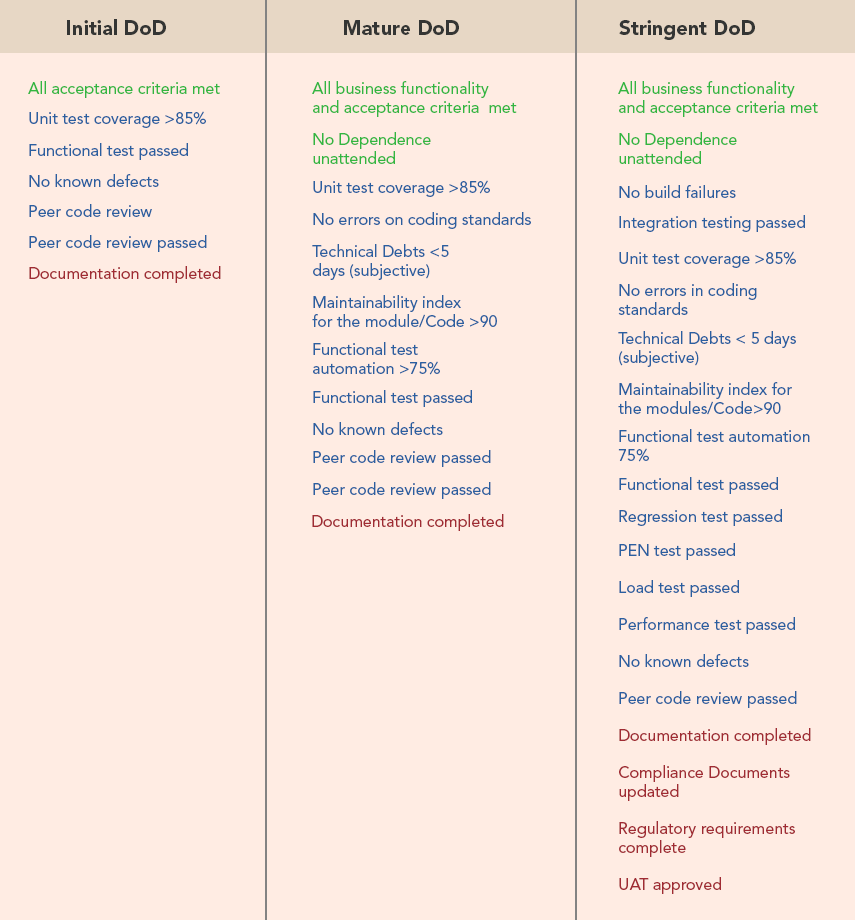 Initial DoD
All acceptance criteria met
Unit test coverage >85%
Functional test passed
No known defects
Peer code review
Peer code review passed
Documentation completed
Mature DoD
All business functionality
and acceptance criteria  met
No Dependence
unattended
Unit test coverage >85%
No errors on coding standards
Technical Debts <5
days (subjective)
Maintainability index
for the module/Code >90
Functional test
automation >75%
Functional test passed
No known defects
Peer code review passed
Peer code review passed
Documentation completed
Stringent DoD
All business functionality
and acceptance criteria met
No Dependence
unattended
No build failures
Integration testing passed
Unit test coverage >85%
No errors in coding
standards
Technical Debts < 5 days
(subjective)
Maintainability index for
the modules/Code>90
Functional test automation
75%
Functional test passed
Regression test passed
PEN test passed
Load test passed
Performance test passed
No known defects
Peer code review passed
Documentation completed
Compliance Documents
updated
Regulatory requirements
complete
UAT approved